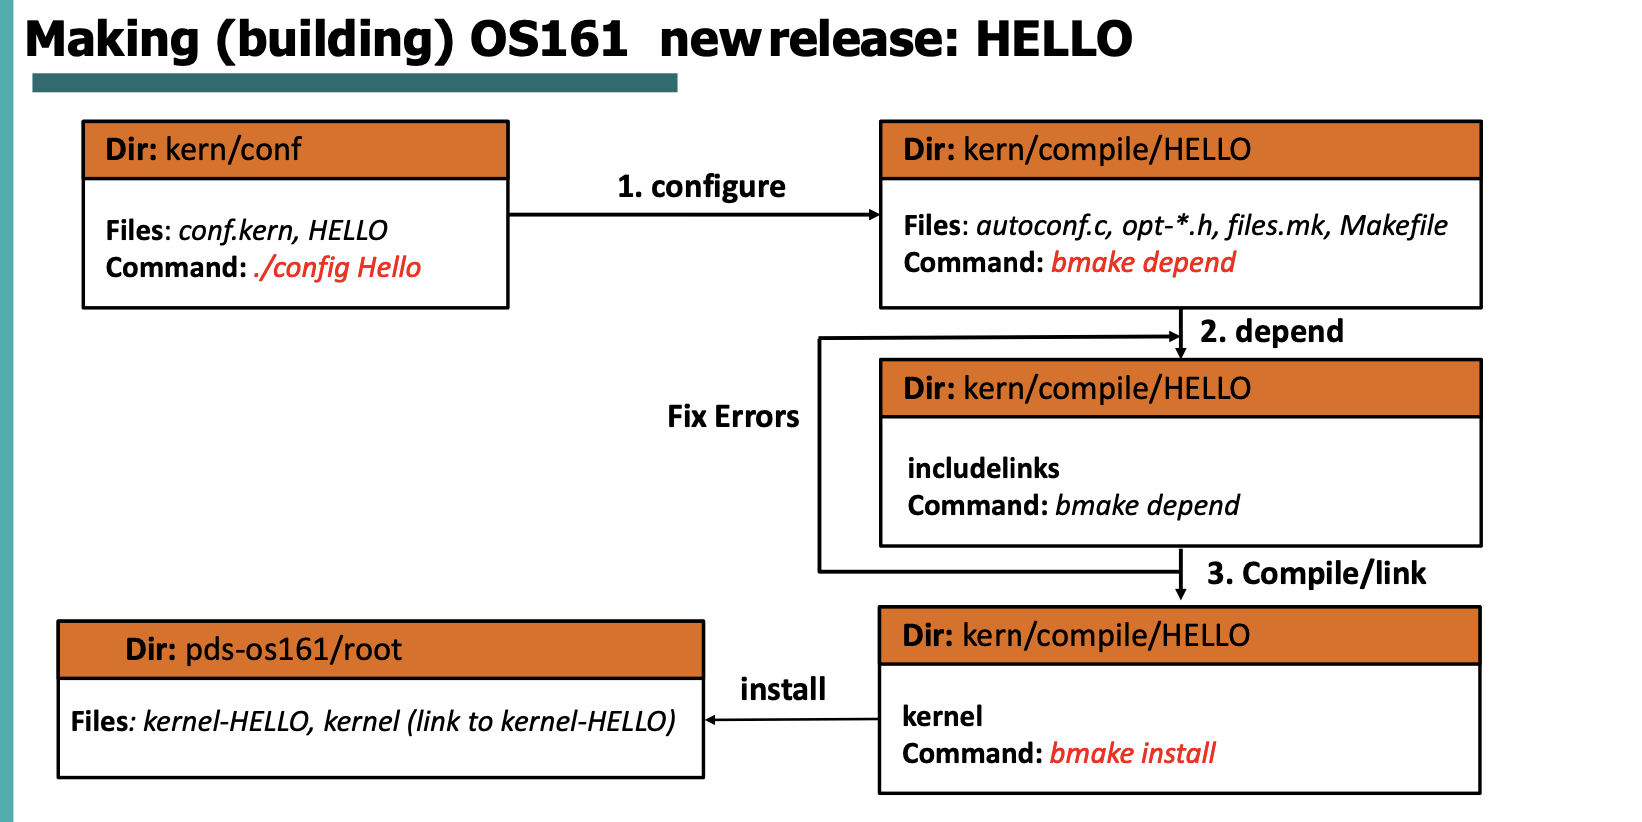 Making (building) OS161 new release: HELLO
Dir: kern/conf
Files: conf.kern, HELLO
Command: ./config Hello
1. configure
Dir: kern/compile/HELLO
Files: autoconf.c, opt-*.h, files.mk, Makefile
Command: bmake depend
2. depend
Fix Errors
Dir: kern/compile/HELLO
includelinks
Command: bmake depend
3. Compile/link
Dir: kern/compile/HELLO
kernel
Command: bmake install
install
Dir: pds-os161/root
Files: kernel-HELLO, kernel (link to kernel-HELLO)